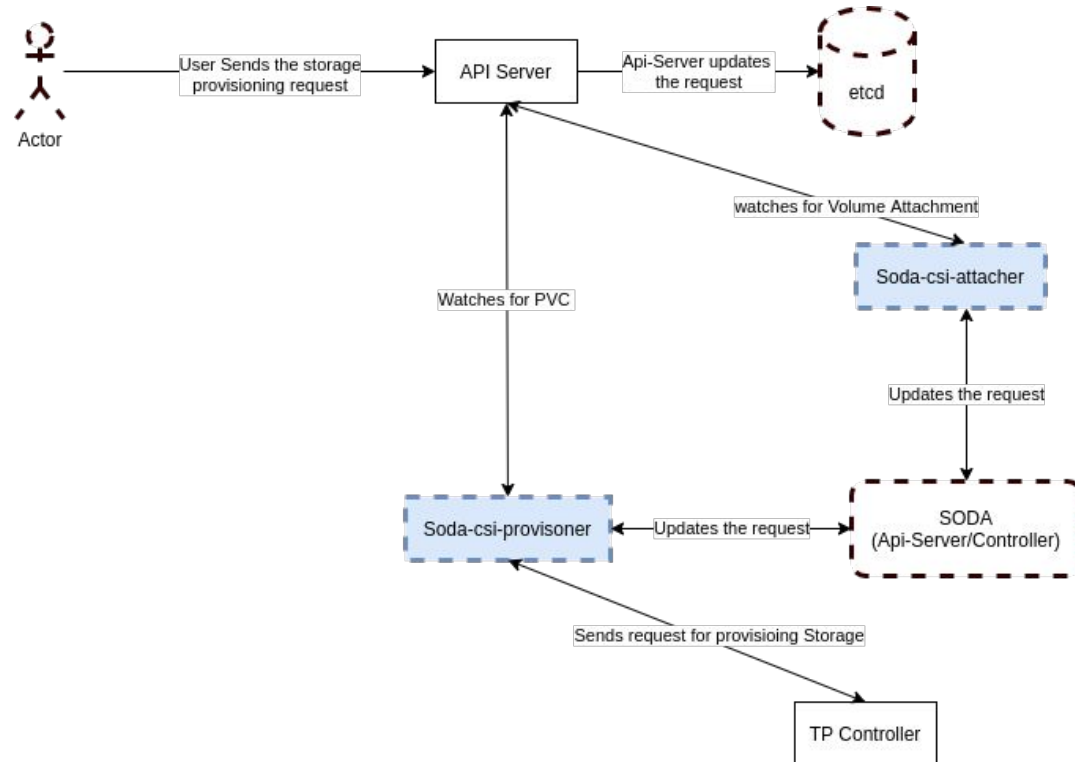 User Sends the storage
provisioning request
API Server
Api-Server updates
the request
etcd
Actor
watches for Volume Attachment
Soda-csi-attacher
Watches for PVC
Updates the request
Soda-csi-provisoner
Updates the request
SODA
(Api-Server/Controller)
Sends request for provisioing Storage
TP Controller